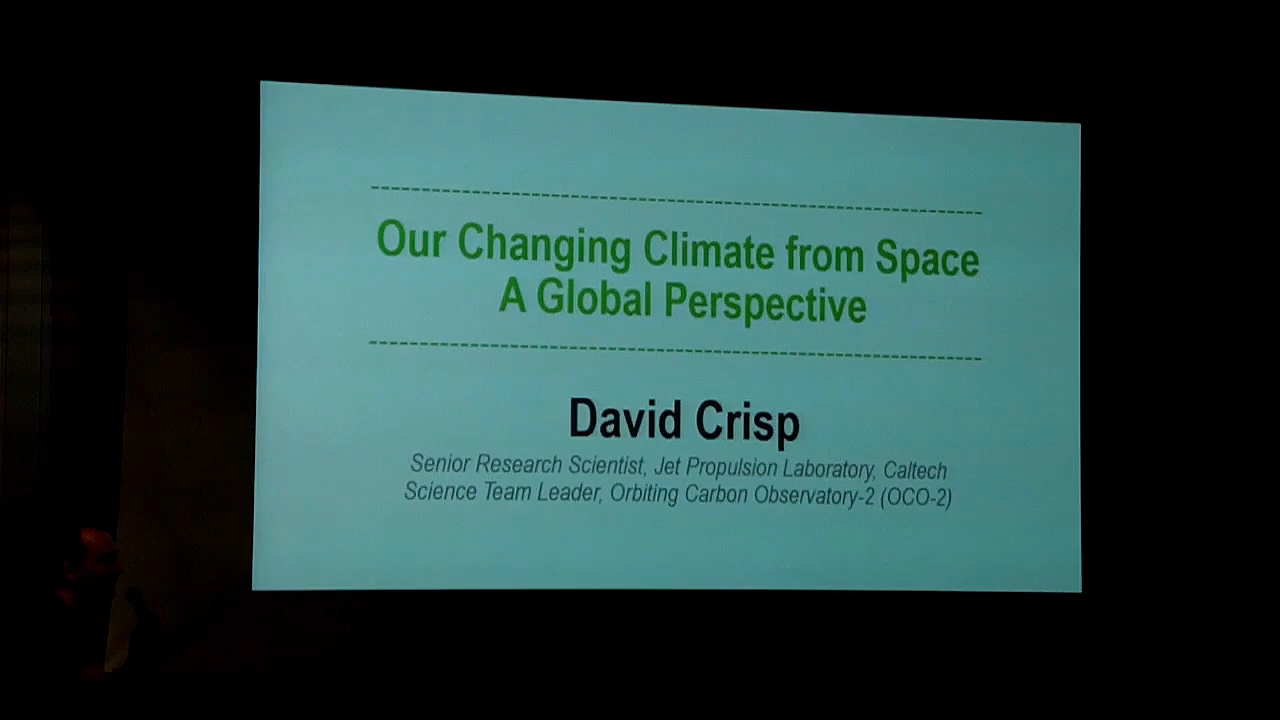 Our Changing Climate from Space
A Global Perspective
David Crisp
Senior Research Scientist, Jet Propulsion Laboratory, Caltech
Science Team Leader, Orbiting Carbon Observatory-2 (OCO-2)